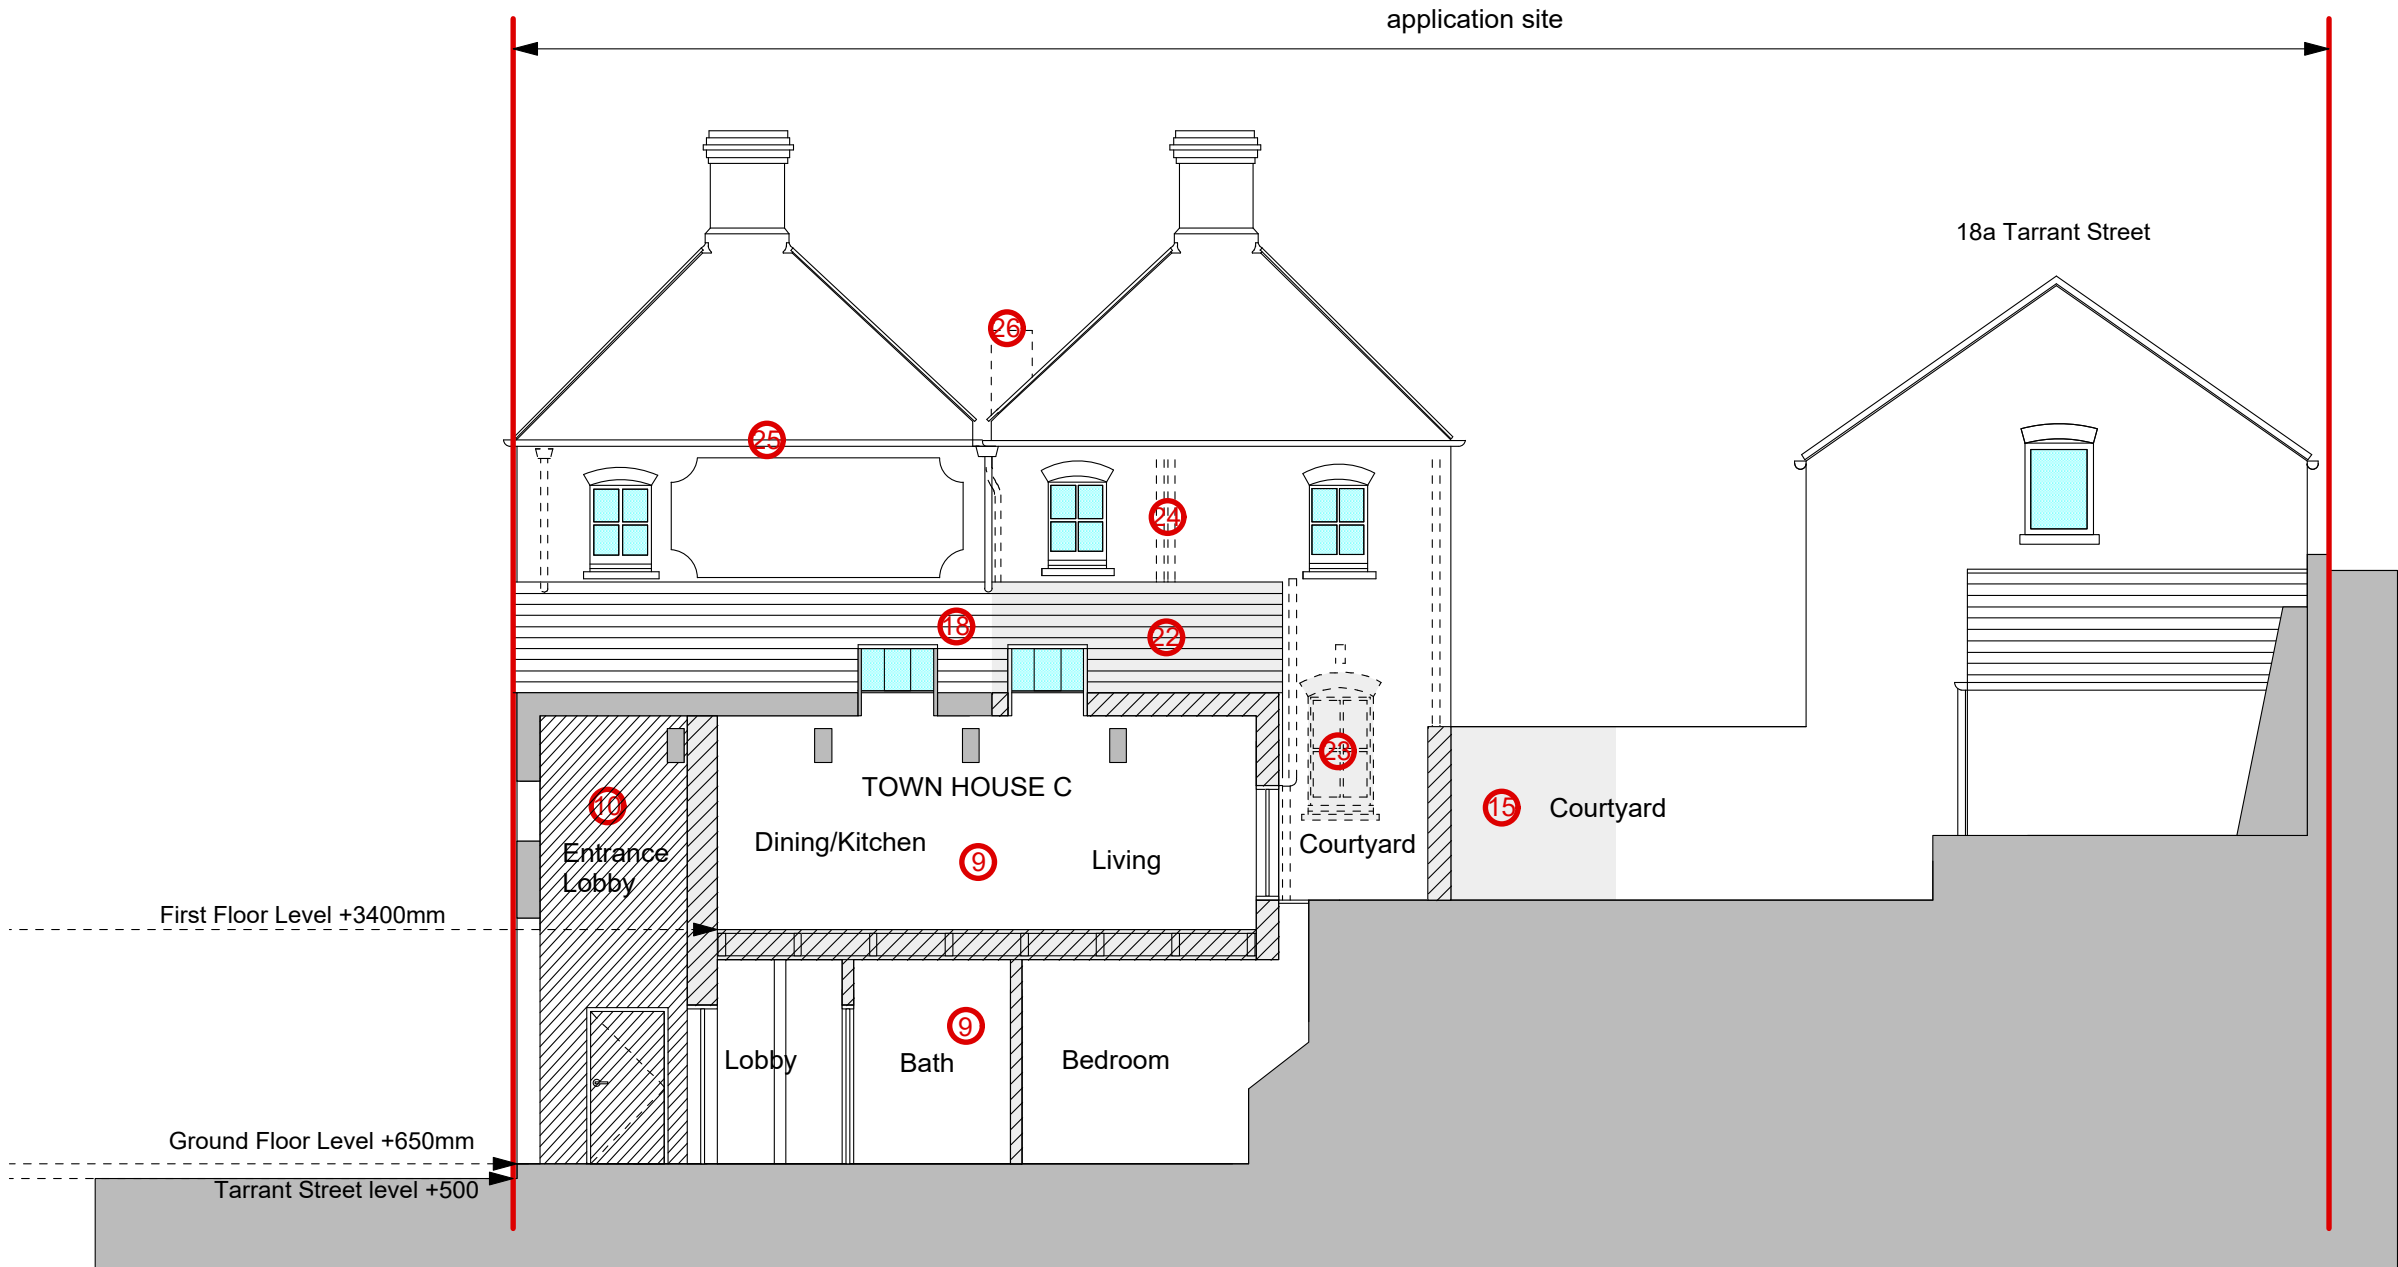 application site
18a Tarrant Street
26
25
24
18
22
23
TOWN HOUSE C
10
15
Courtyard
Dining/Kitchen
Courtyard
Entrance
Lobby
9
Living
First Floor Level +3400mm
9
Lobby
Bath
Bedroom
Ground Floor Level +650mm
Tarrant Street level +500